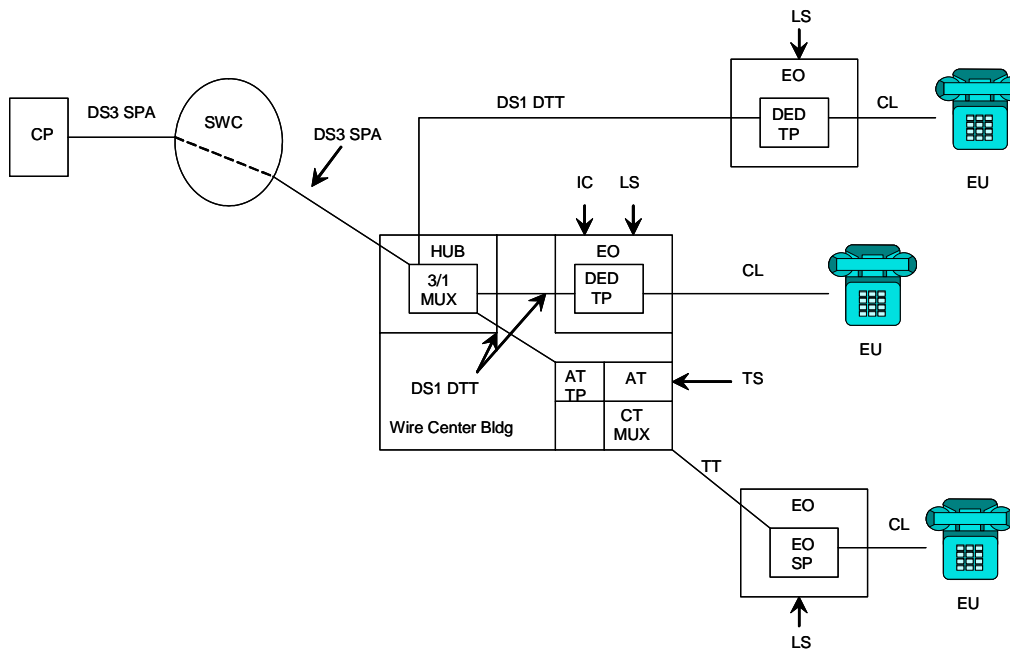 LS
EO
DS1 DTT
CL
DED
TP
EU
CP
DS3 SPA
SWC
DS3 SPA
IC
LS
HUB
EO
3/1
MUX
DED
TP
CL
EU
DS1 DTT
AT
TP
AT
TS
Wire Center Bldg
CT
MUX
TT
EO
EO
SP
CL
EU
LS